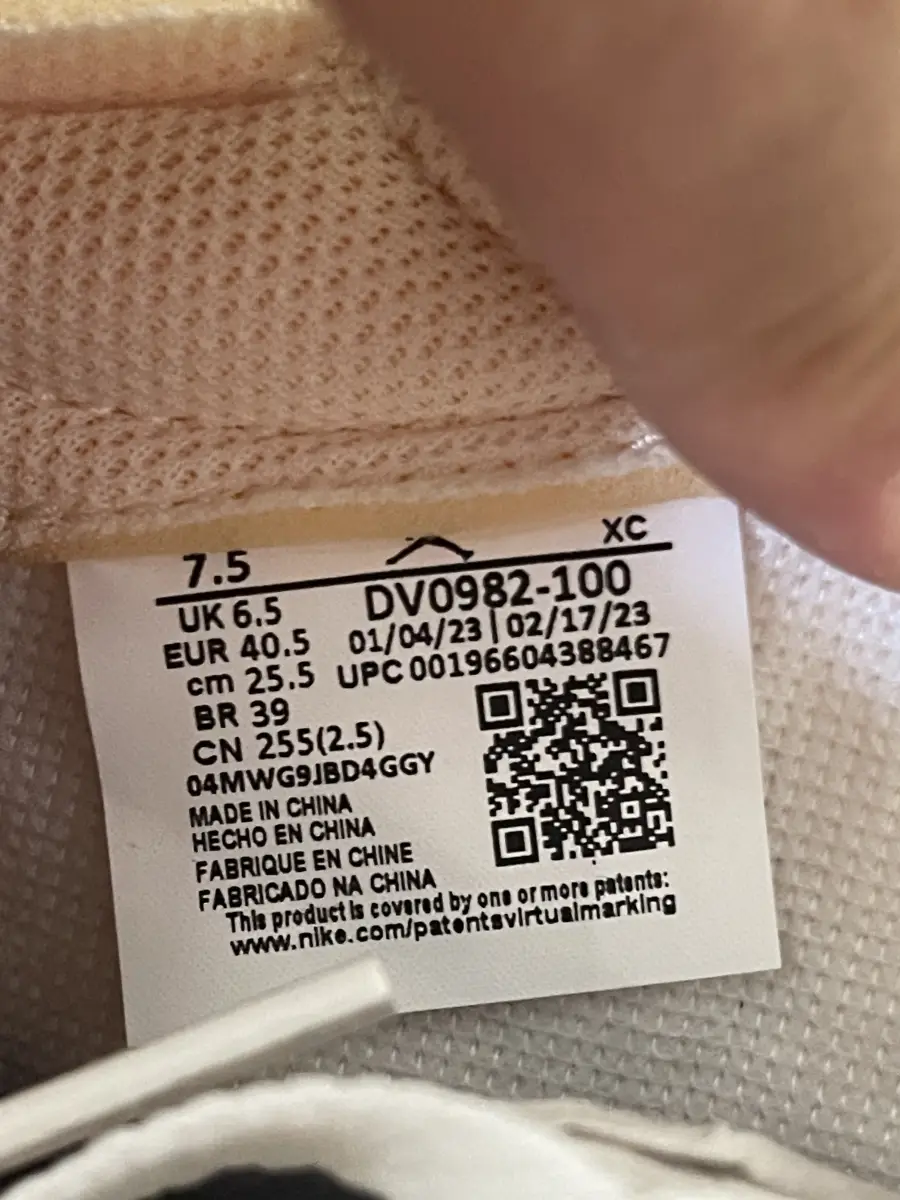 7.5 XC
UK 6.5 DV0982-100
EUR 40.5 01/04/23 | 02/17/23
cm 25.5 UPC 00196604388467
BR 39
CN 255(2.5)
04MWG9JBD4GGY
MADE IN CHINA
HECHO EN CHINA
FABRIQUE EN CHINE
FABRICADO NA CHINA
This product is covered by one or more patents:
www.nike.com/patentsvirtualmarking